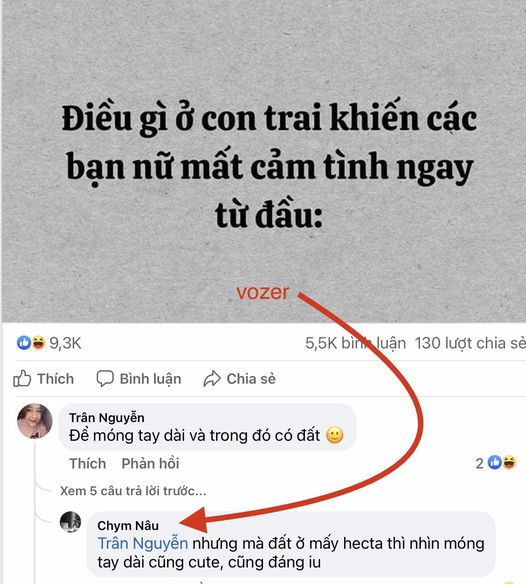 Điều gì ở con trai khiến các
bạn nữ mất cảm tình ngay
từ đầu:
vozer
9,3K
5,5K bình luận 130 lượt chia sẻ
Thích Bình luận Chia sẻ
Trân Nguyễn
Để móng tay dài và trong đó có đất 🙂
Thích Phản hồi 2
Xem 5 câu trả lời trước...
Chym Nâu
Trân Nguyễn nhưng mà đất ở mấy hecta thì nhìn móng
tay dài cũng cute, cũng đáng iu